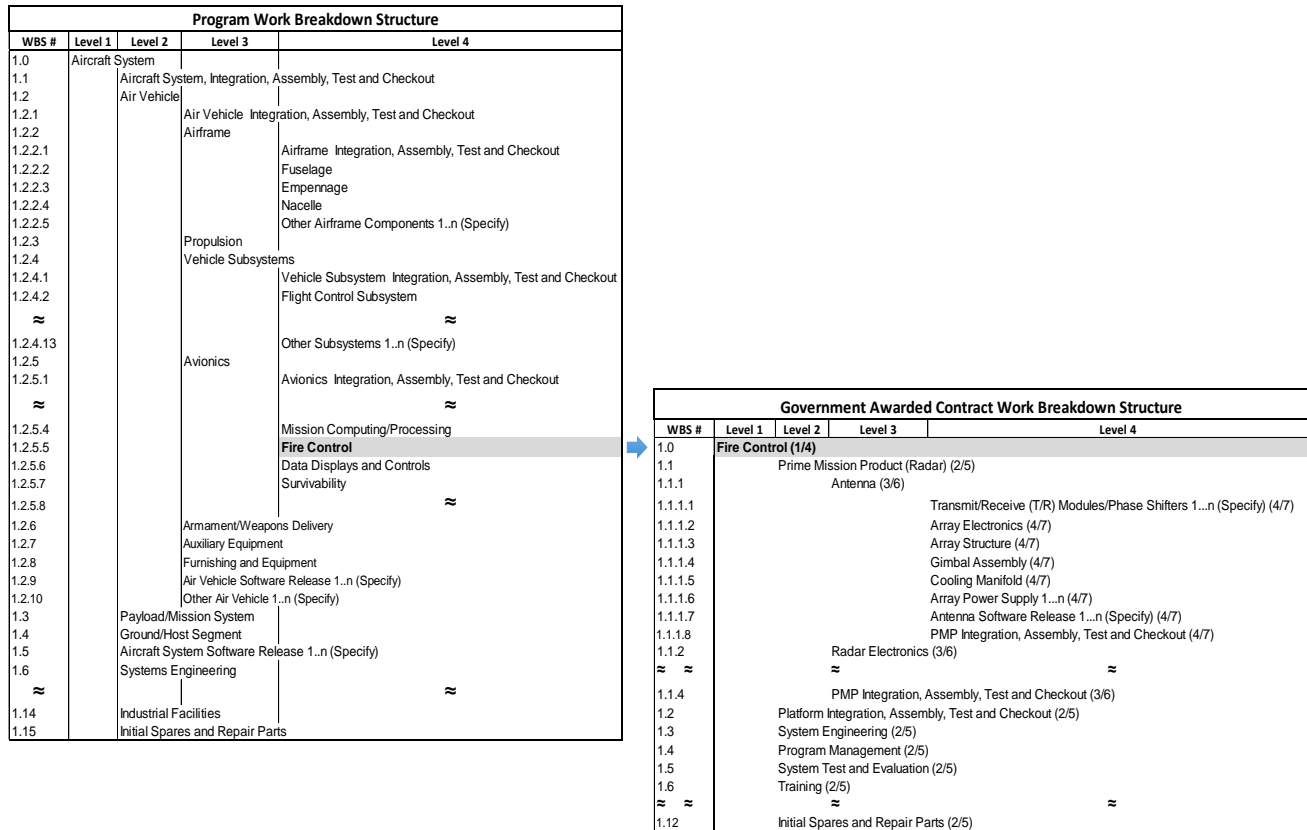 Program Work Breakdown Structure
WBS # Level 1 Level 2 Level 3 Level 4
1.0 Aircraft System
1.1 Aircraft System, Integration, Assembly, Test and Checkout
1.2 Air Vehicle
1.2.1 Air Vehicle Integration, Assembly, Test and Checkout
1.2.2 Airframe
1.2.2.1 Airframe Integration, Assembly, Test and Checkout
1.2.2.2 Fuselage
1.2.2.3 Empennage
1.2.2.4 Nacelle
1.2.2.5 Other Airframe Components 1..n (Specify)
1.2.3 Propulsion
1.2.4 Vehicle Subsystems
1.2.4.1 Vehicle Subsystem Integration, Assembly, Test and Checkout
1.2.4.2 Flight Control Subsystem
≈ ≈
1.2.4.13 Other Subsystems 1..n (Specify)
1.2.5 Avionics
1.2.5.1 Avionics Integration, Assembly, Test and Checkout
≈ ≈
1.2.5.4 Mission Computing/Processing
1.2.5.5 Fire Control
1.2.5.6 Data Displays and Controls
1.2.5.7 Survivability
1.2.5.8 ≈
1.2.6 Armament/Weapons Delivery
1.2.7 Auxiliary Equipment
1.2.8 Furnishing and Equipment
1.2.9 Air Vehicle Software Release 1..n (Specify)
1.2.10 Other Air Vehicle 1..n (Specify)
1.3 Payload/Mission System
1.4 Ground/Host Segment
1.5 Aircraft System Software Release 1..n (Specify)
1.6 Systems Engineering
≈ ≈
1.14 Industrial Facilities
1.15 Initial Spares and Repair Parts
Government Awarded Contract Work Breakdown Structure
WBS # Level 1 Level 2 Level 3 Level 4
1.0 Fire Control (1/4)
1.1 Prime Mission Product (Radar) (2/5)
1.1.1 Antenna (3/6)
1.1.1.1 Transmit/Receive (T/R) Modules/Phase Shifters 1...n (Specify) (4/7)
1.1.1.2 Array Electronics (4/7)
1.1.1.3 Array Structure (4/7)
1.1.1.4 Gimbal Assembly (4/7)
1.1.1.5 Cooling Manifold (4/7)
1.1.1.6 Array Power Supply 1...n (4/7)
1.1.1.7 Antenna Software Release 1...n (Specify) (4/7)
1.1.1.8 PMP Integration, Assembly, Test and Checkout (4/7)
1.1.2 Radar Electronics (3/6)
≈ ≈ ≈ ≈
1.1.4 PMP Integration, Assembly, Test and Checkout (3/6)
1.2 Platform Integration, Assembly, Test and Checkout (2/5)
1.3 System Engineering (2/5)
1.4 Program Management (2/5)
1.5 System Test and Evaluation (2/5)
1.6 Training (2/5)
≈ ≈ ≈ ≈
1.12 Initial Spares and Repair Parts (2/5)